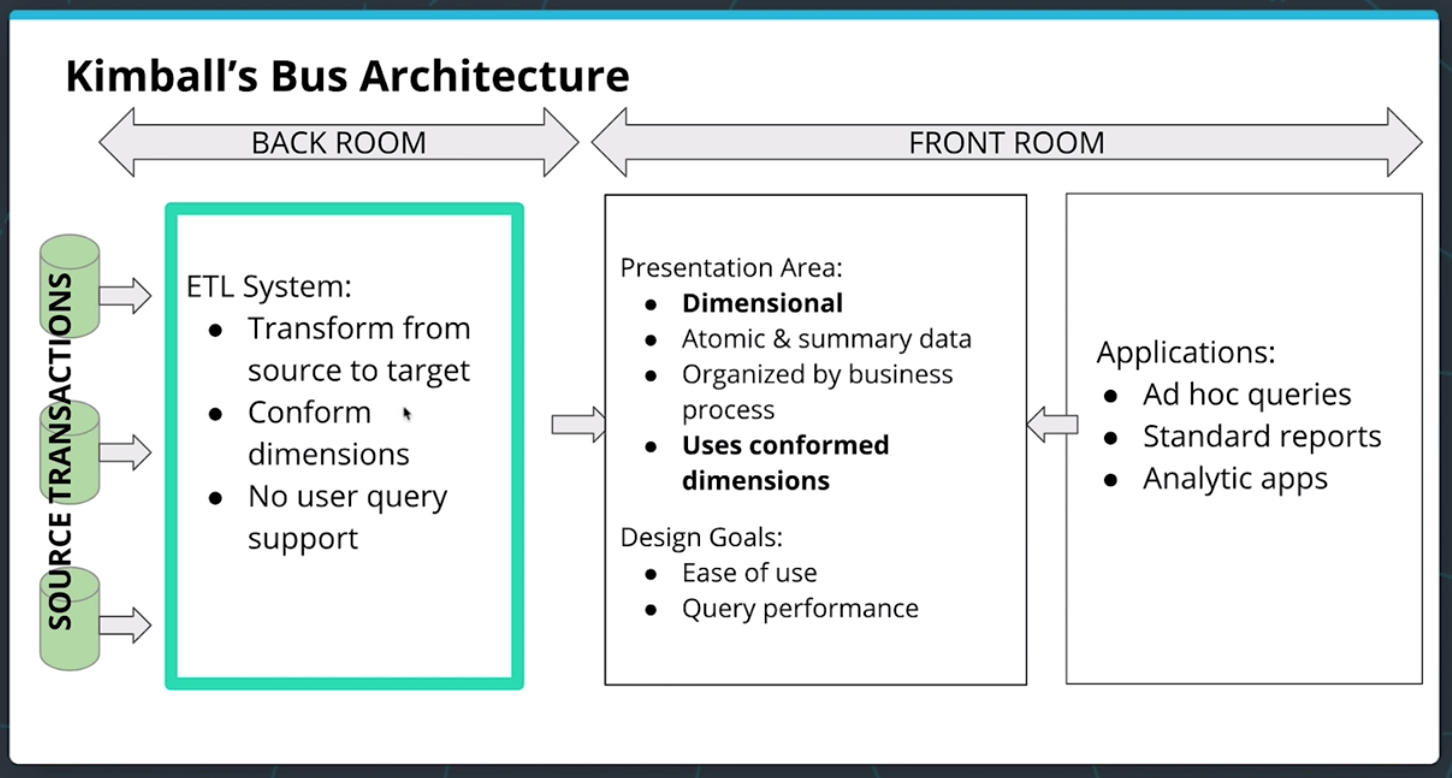 Kimball’s Bus Architecture
BACK ROOM
FRONT ROOM
SOURCE TRANSACTIONS
ETL System:
● Transform from
source to target
● Conform
dimensions
● No user query
support
Presentation Area:
● Dimensional
● Atomic & summary data
● Organized by business
process
● Uses conformed
dimensions
Design Goals:
● Ease of use
● Query performance
Applications:
● Ad hoc queries
● Standard reports
● Analytic apps